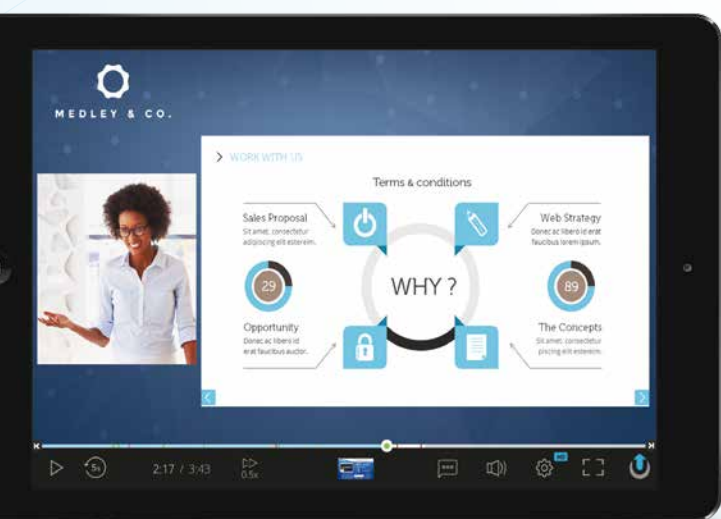 MEDLEY & CO.
WORK WITH US
Terms & conditions
Sales Proposal
Sit amet, consectetur
adipiscing elit esterem.
Web Strategy
Donec ac libero id erat
faucibus lorem ipsum.
WHY ?
29
89
Opportunity
Donec ac libero id
erat faucibus auctor.
The Concepts
Sit amet, consectetur
piscing elit esterem.
5s
2:17 / 3:43
0.5x
HD